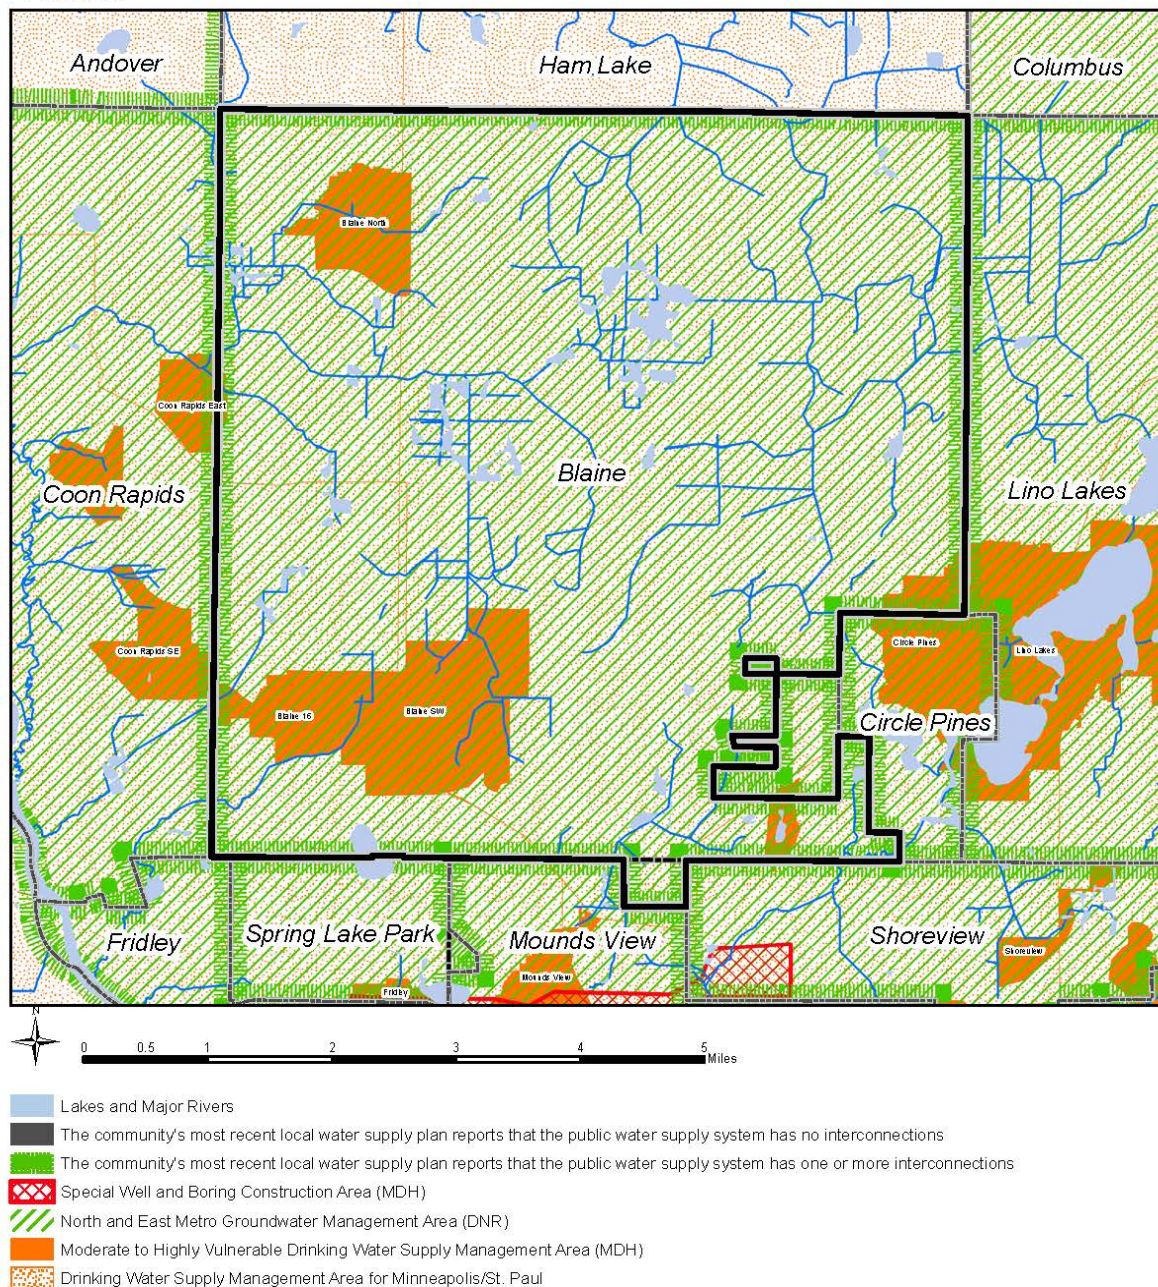 Andover
Ham Lake
Columbus
Blaine North
Coon Rapids East
Coon Rapids
Blaine
Lino Lakes
Coon Rapids SE
Circle Pines
Lino Lakes
Blaine 16
Blaine SW
Circle Pines
Fridley
Spring Lake Park
Mounds View
Shoreview
Shoreview
Mounds View
Fridley
N
0 0.5 1 2 3 4 5
Miles
Lakes and Major Rivers
The community's most recent local water supply plan reports that the public water supply system has no interconnections
The community's most recent local water supply plan reports that the public water supply system has one or more interconnections
Special Well and Boring Construction Area (MDH)
North and East Metro Groundwater Management Area (DNR)
Moderate to Highly Vulnerable Drinking Water Supply Management Area (MDH)
Drinking Water Supply Management Area for Minneapolis/St. Paul